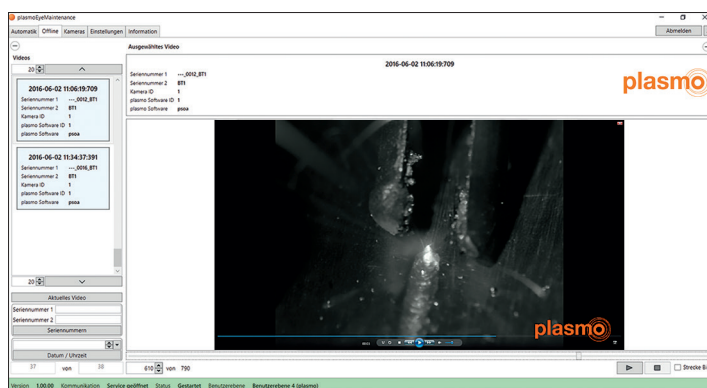 plasmoEyeMaintenance
Automatik Offline Kameras Einstellungen Information
Abmelden
Videos
20
2016-06-02 11:06:19:709
Seriennummer 1 ---_0012_BT1
Seriennummer 2 BT1
Kamera ID 1
plasmo Software ID 1
plasmo Software psoa
2016-06-02 11:34:37:391
Seriennummer 1 ---_0016_BT1
Seriennummer 2 BT1
Kamera ID 1
plasmo Software ID 1
plasmo Software psoa
20
Aktuelles Video
Seriennummer 1
Seriennummer 2
Seriennummern
Datum / Uhrzeit
37 von 38
Ausgewähltes Video
2016-06-02 11:06:19:709
Seriennummer 1 ---_0012_BT1
Seriennummer 2 BT1
Kamera ID 1
plasmo Software ID 1
plasmo Software psoa
plasmo
plasmo
610 von 790
Strecke Bi
Version 1.00.00 Kommunikation Service geöffnet Status Gestartet Benutzerebene Benutzerebene 4 (plasmo)